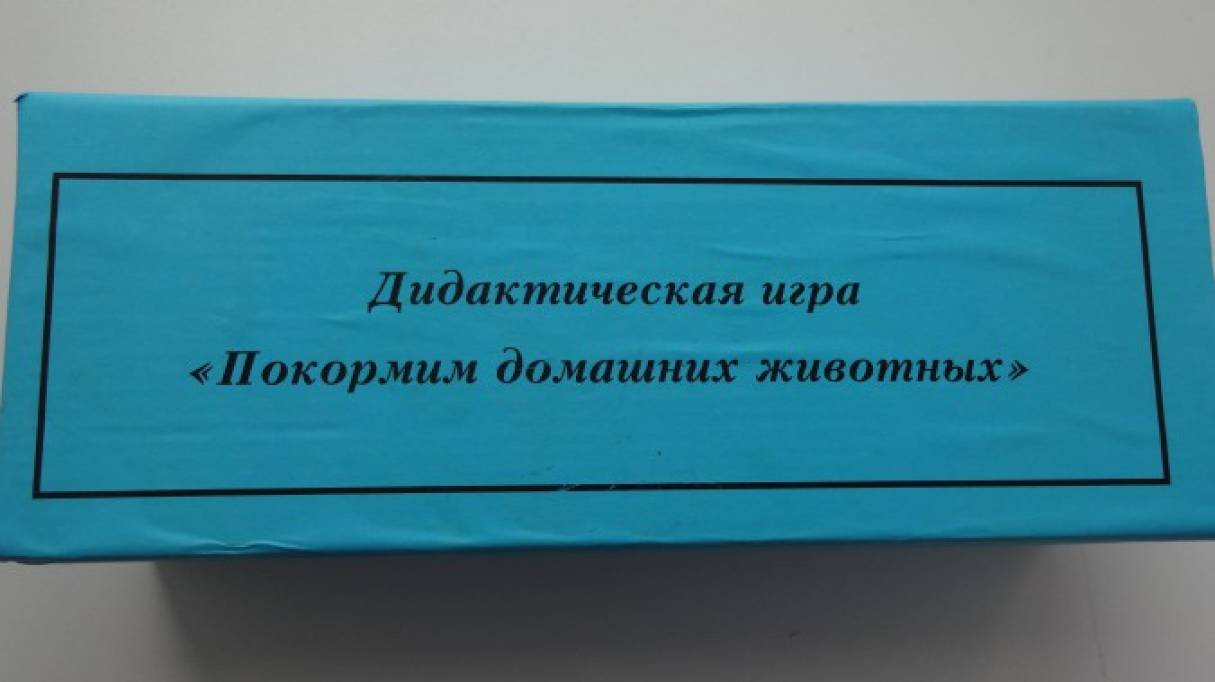 Дидактическая игра
«Покормим домашних животных»